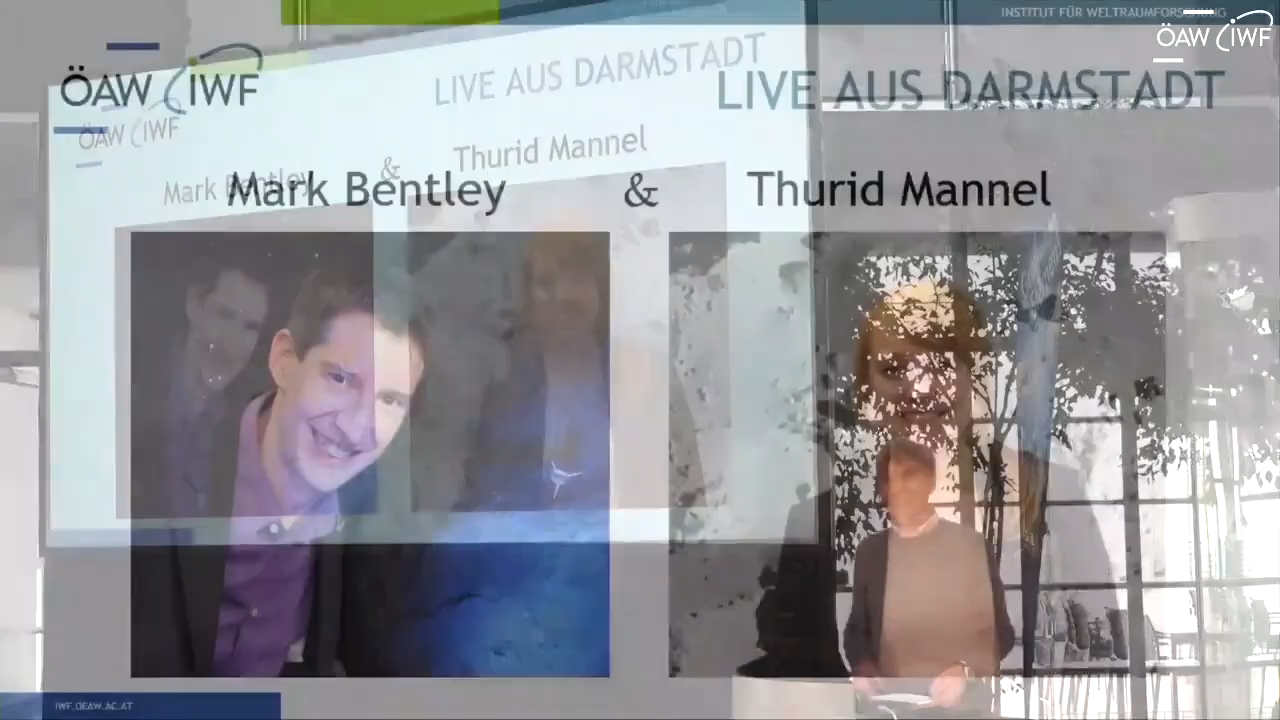 INSTITUT FÜR WELTRAUMFORSCHUNG
ÖAW IWF
ÖAW IWF
LIVE AUS DARMSTADT
LIVE AUS DARMSTADT
ÖAW IWF
Mark Bentley & Thurid Mannel
Mark Bentley & Thurid Mannel
IWF.OEAW.AC.AT